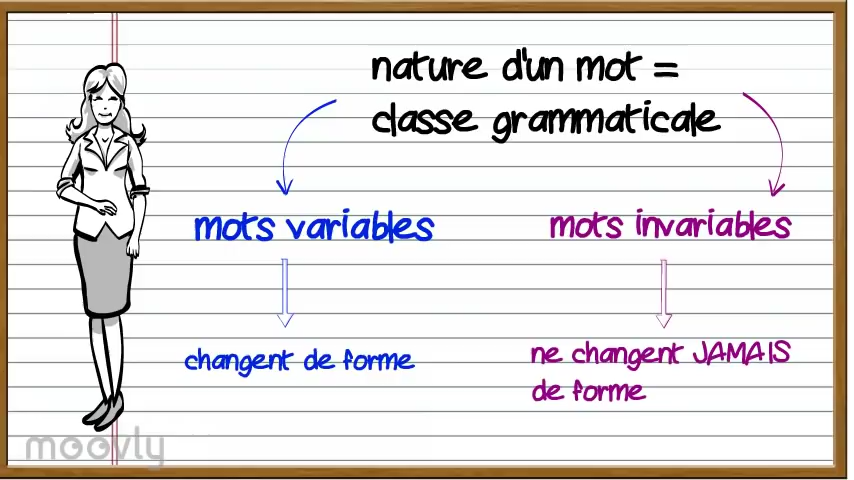 nature d'un mot =
classe grammaticale
mots variables
mots invariables
changent de forme
ne changent JAMAIS
de forme
moovly